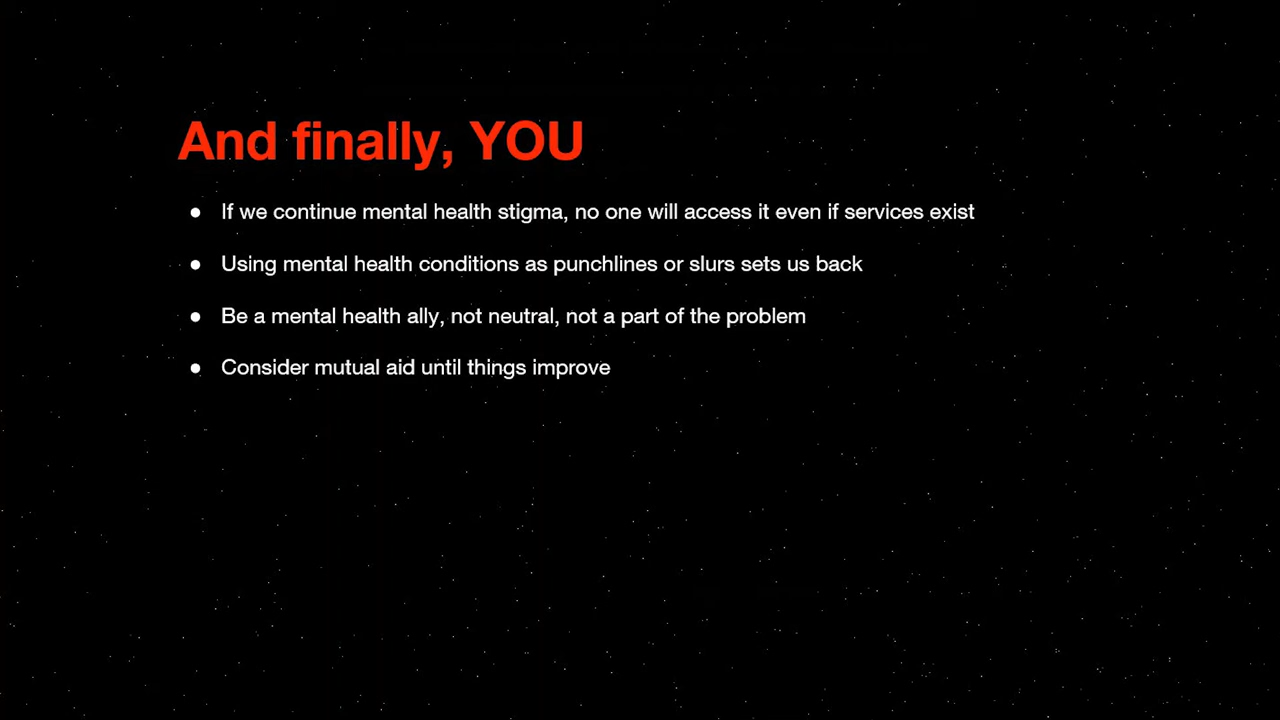 And finally, YOU
● If we continue mental health stigma, no one will access it even if services exist
● Using mental health conditions as punchlines or slurs sets us back
● Be a mental health ally, not neutral, not a part of the problem
● Consider mutual aid until things improve